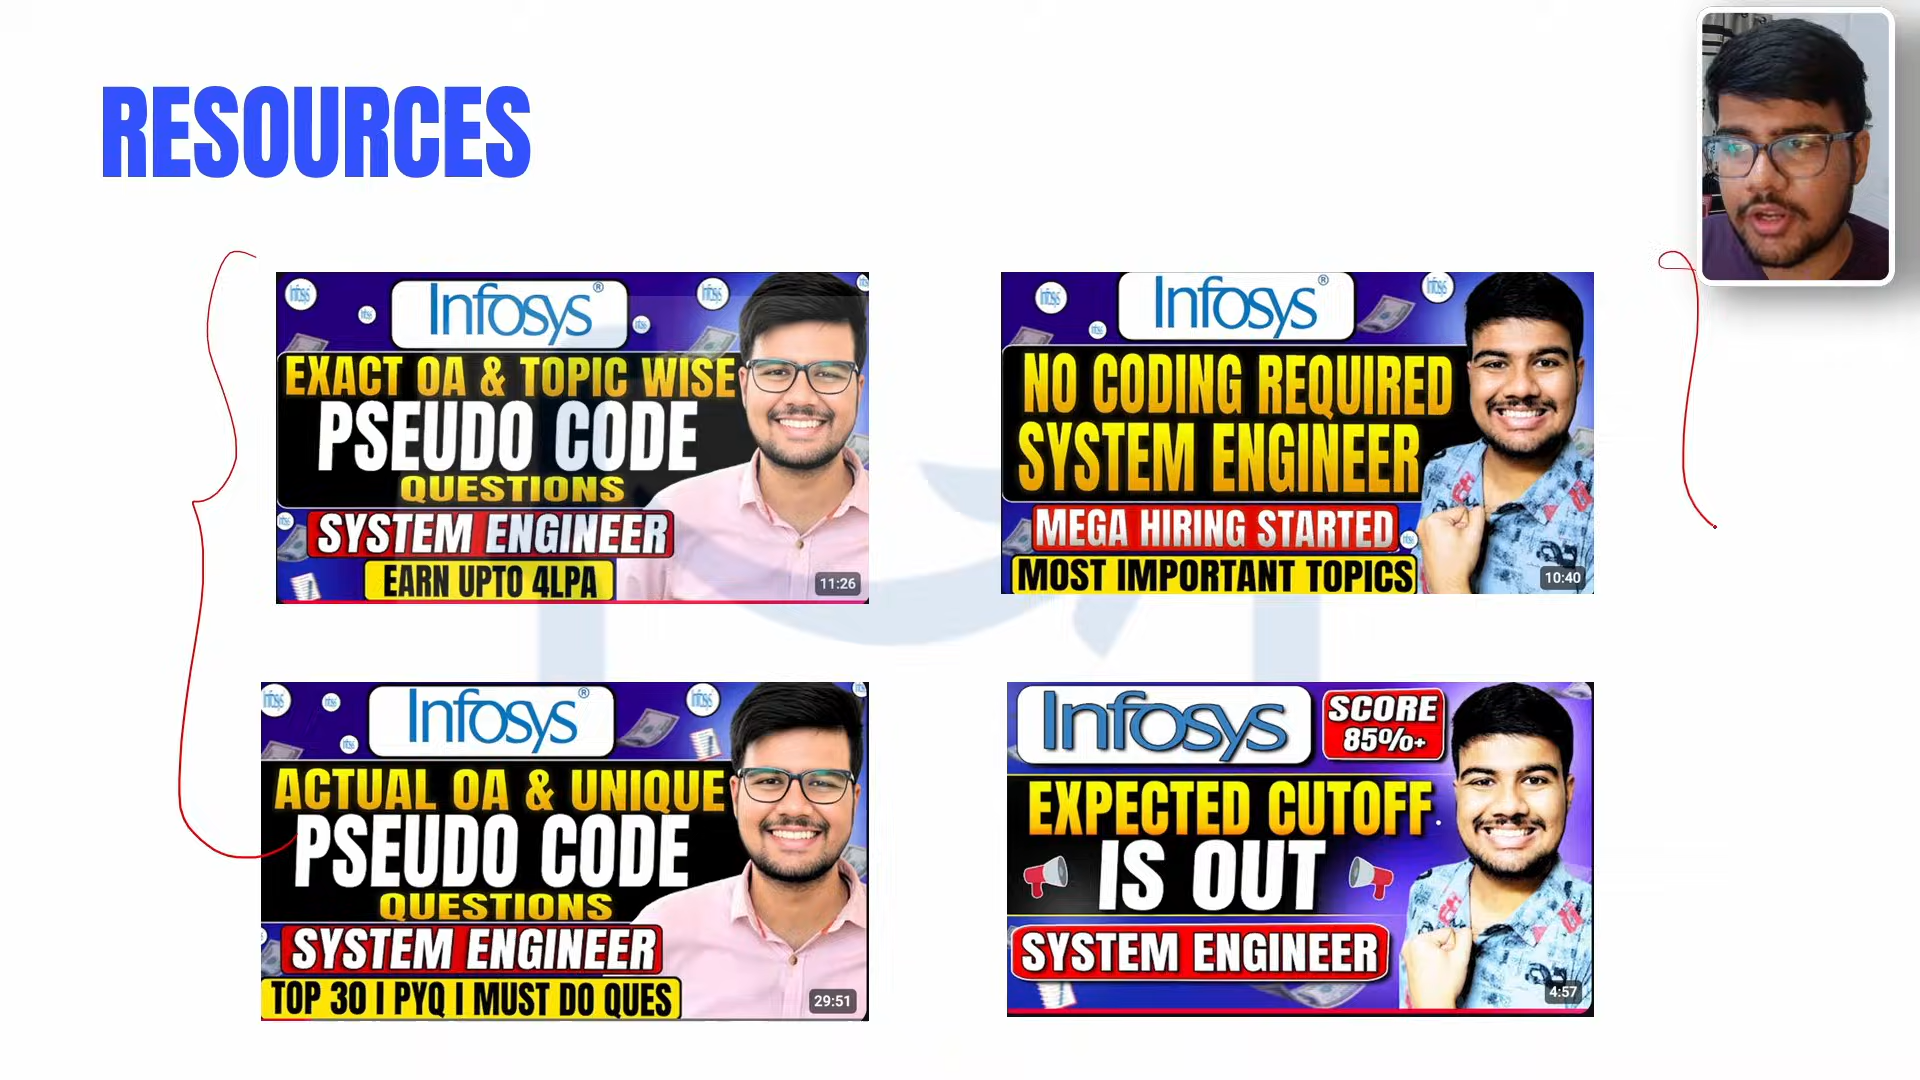 RESOURCES
Infosys®
EXACT OA & TOPIC WISE
PSEUDO CODE
QUESTIONS
SYSTEM ENGINEER
EARN UPTO 4LPA
11:26
Infosys®
NO CODING REQUIRED
SYSTEM ENGINEER
MEGA HIRING STARTED
MOST IMPORTANT TOPICS
10:40
Infosys®
ACTUAL OA & UNIQUE
PSEUDO CODE
QUESTIONS
SYSTEM ENGINEER
TOP 30 I PYQ I MUST DO QUES
29:51
Infosys
SCORE
85%+
EXPECTED CUTOFF
IS OUT
SYSTEM ENGINEER
4:57